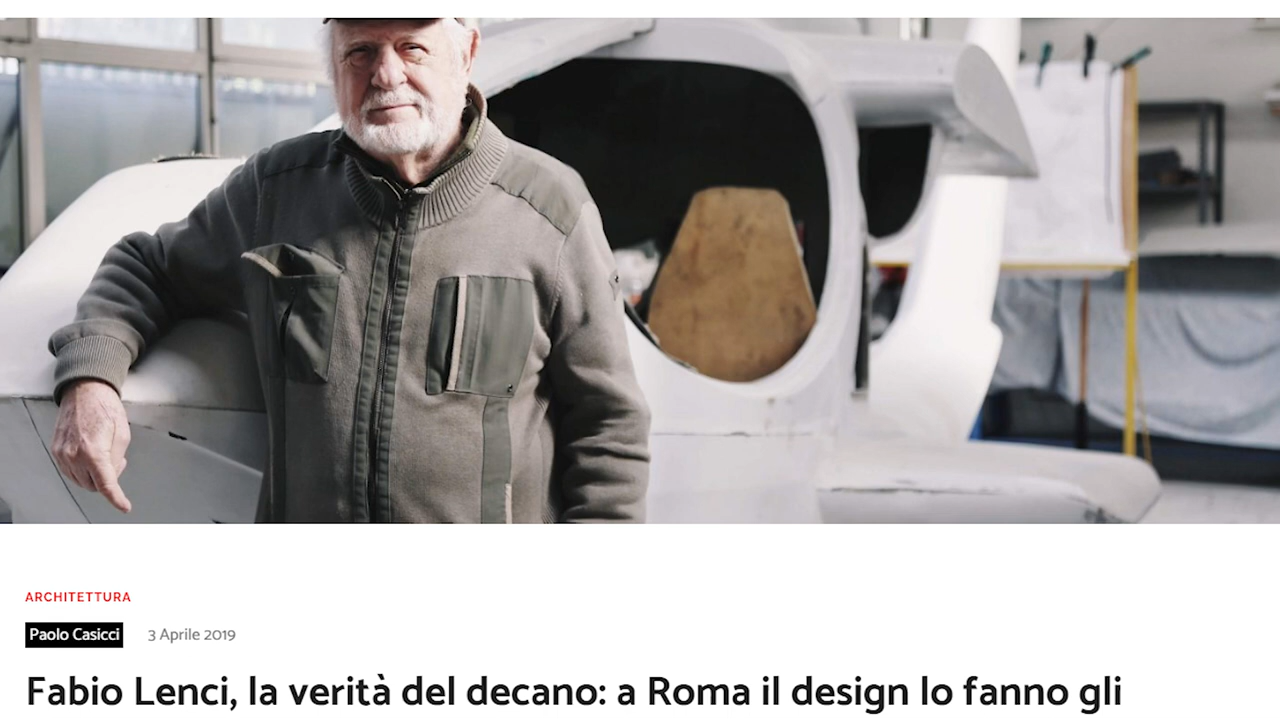 ARCHITETTURA
Paolo Casicci 3 Aprile 2019
Fabio Lenci, la verità del decano: a Roma il design lo fanno gli